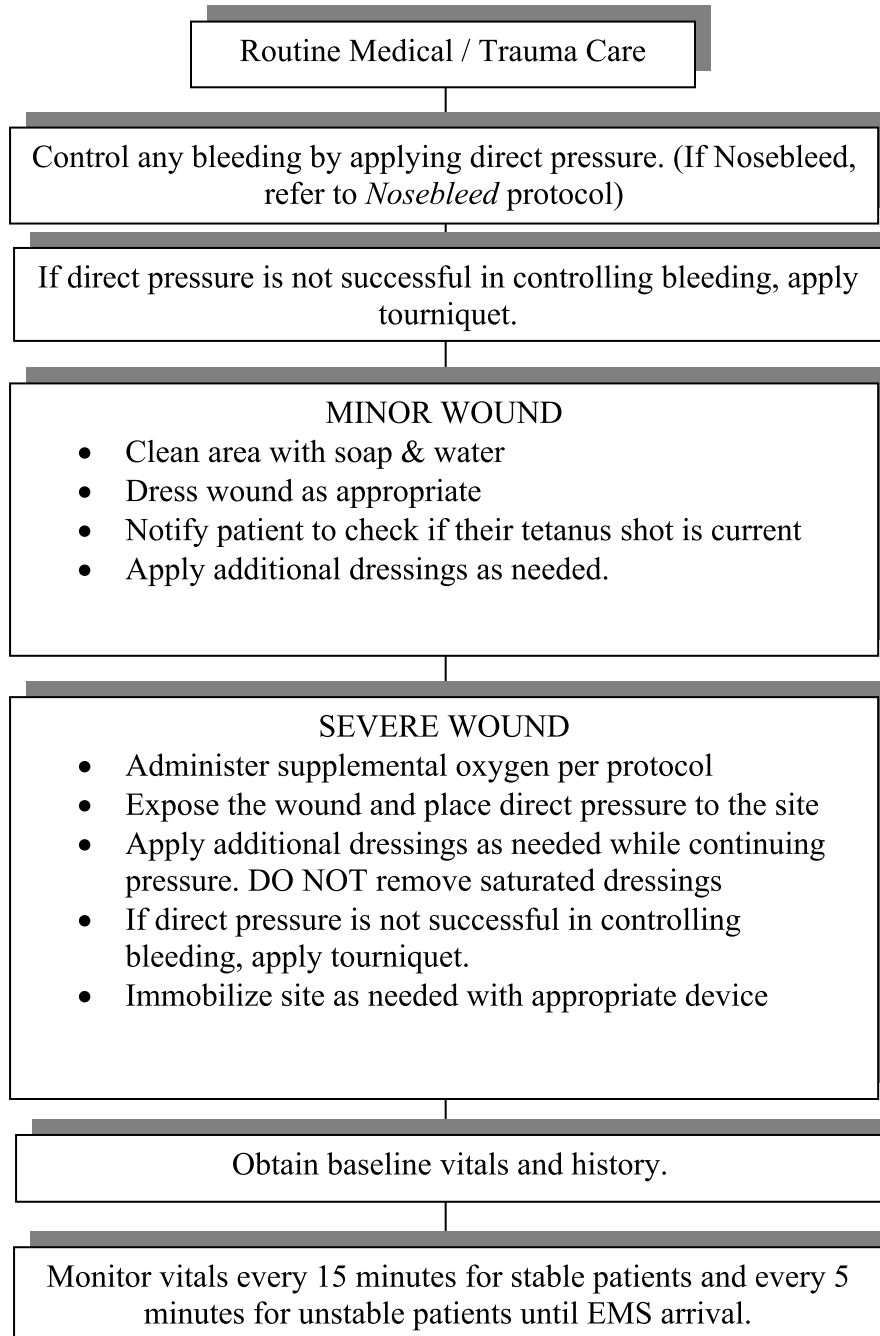 Routine Medical / Trauma Care
Control any bleeding by applying direct pressure. (If Nosebleed,
refer to Nosebleed protocol)
If direct pressure is not successful in controlling bleeding, apply
tourniquet.
MINOR WOUND
• Clean area with soap & water
• Dress wound as appropriate
• Notify patient to check if their tetanus shot is current
• Apply additional dressings as needed.
SEVERE WOUND
• Administer supplemental oxygen per protocol
• Expose the wound and place direct pressure to the site
• Apply additional dressings as needed while continuing
pressure. DO NOT remove saturated dressings
• If direct pressure is not successful in controlling
bleeding, apply tourniquet.
• Immobilize site as needed with appropriate device
Obtain baseline vitals and history.
Monitor vitals every 15 minutes for stable patients and every 5
minutes for unstable patients until EMS arrival.